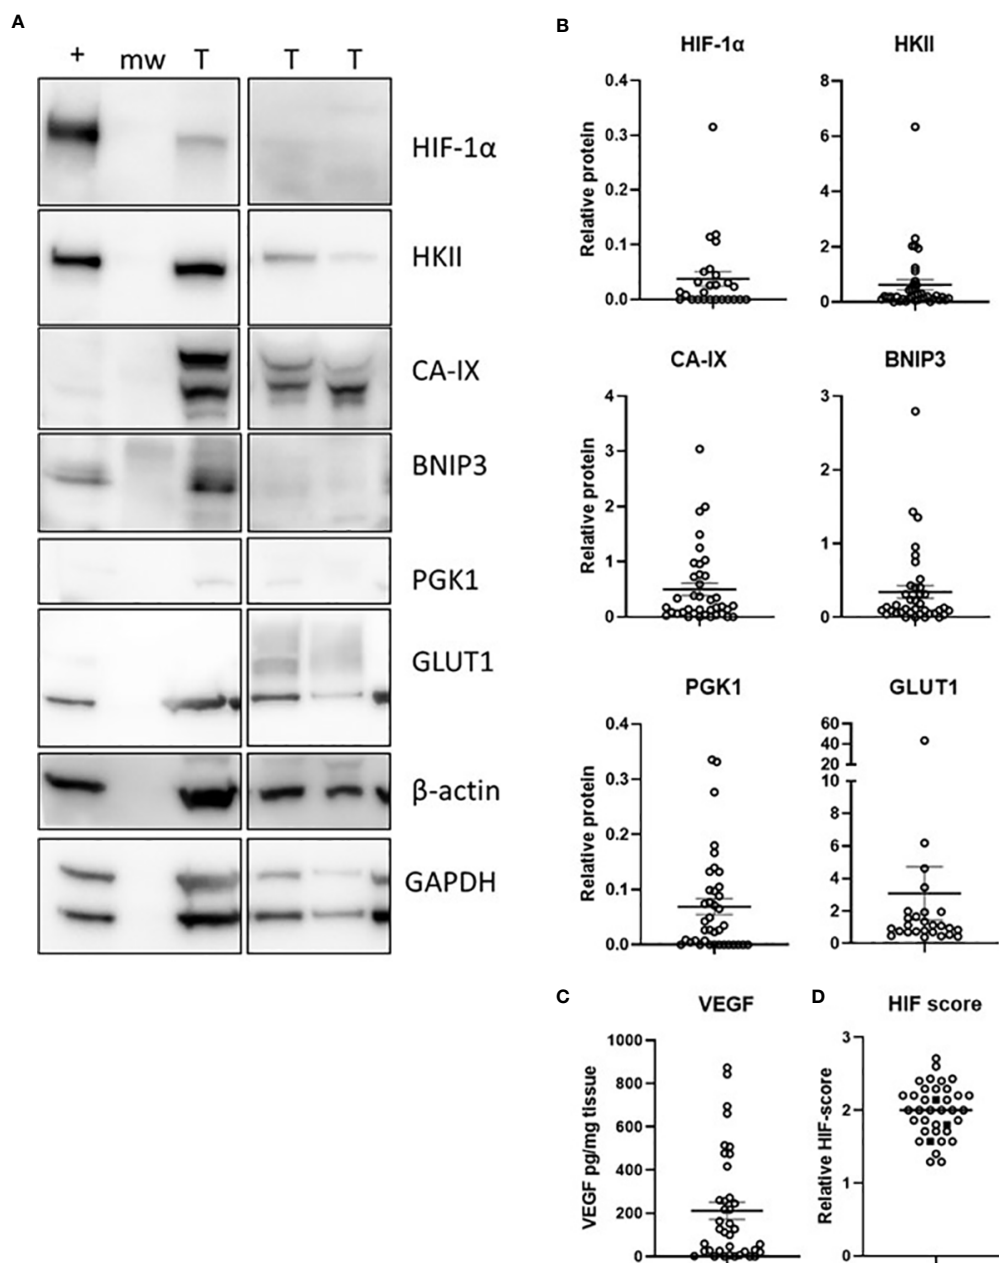 A
+ mw T T T
HIF-1α
HKII
CA-IX
BNIP3
PGK1
GLUT1
β-actin
GAPDH
B
HIF-1α
Relative protein
0.4
0.3
0.2
0.1
0.0
HKII
8
6
4
2
0
CA-IX
Relative protein
4
3
2
1
0
BNIP3
3
2
1
0
PGK1
Relative protein
0.4
0.3
0.2
0.1
0.0
GLUT1
60
40
20
10
8
6
4
2
0
C
VEGF
VEGF pg/mg tissue
1000
800
600
400
200
0
D
HIF score
Relative HIF-score
3
2
1
0